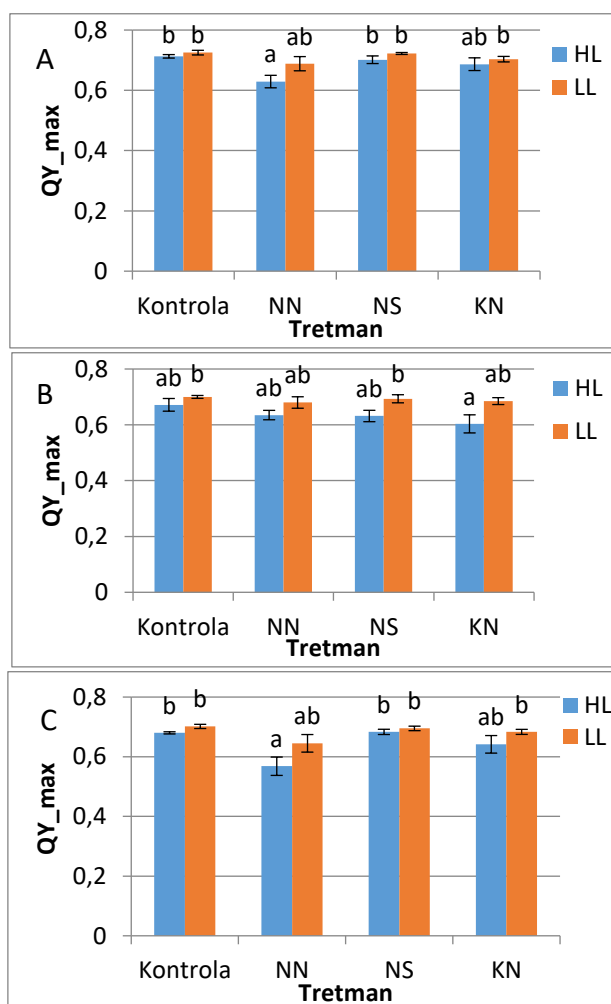 A
b b a ab b b ab b
HL
LL
QY_max
0,8
0,6
0,4
0,2
0
Kontrola NN NS KN
Tretman
B
ab b ab ab ab b a ab
HL
LL
QY_max
0,8
0,6
0,4
0,2
0
Kontrola NN NS KN
Tretman
C
b b a ab b b ab b
HL
LL
QY_max
0,8
0,6
0,4
0,2
0
Kontrola NN NS KN
Tretman